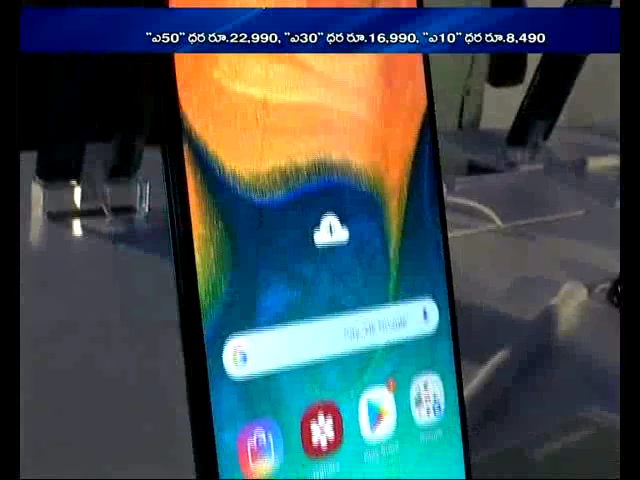 "ఎ50" ధర రూ.22,990, "ఎ30" ధర రూ.16,990, "ఎ10" ధర రూ.8,490